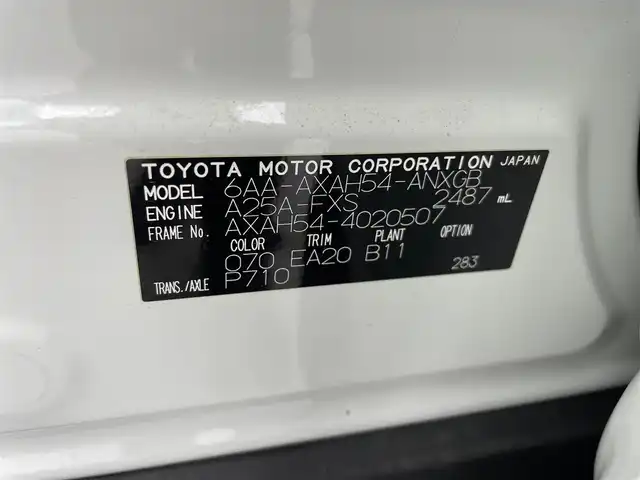 TOYOTA MOTOR CORPORATION JAPAN
MODEL 6AA-AXAH54-ANXGB
ENGINE A25A-FXS 2487 mL
FRAME No. AXAH54-4020507
COLOR TRIM PLANT OPTION
070 EA20 B11 283
TRANS./AXLE P710